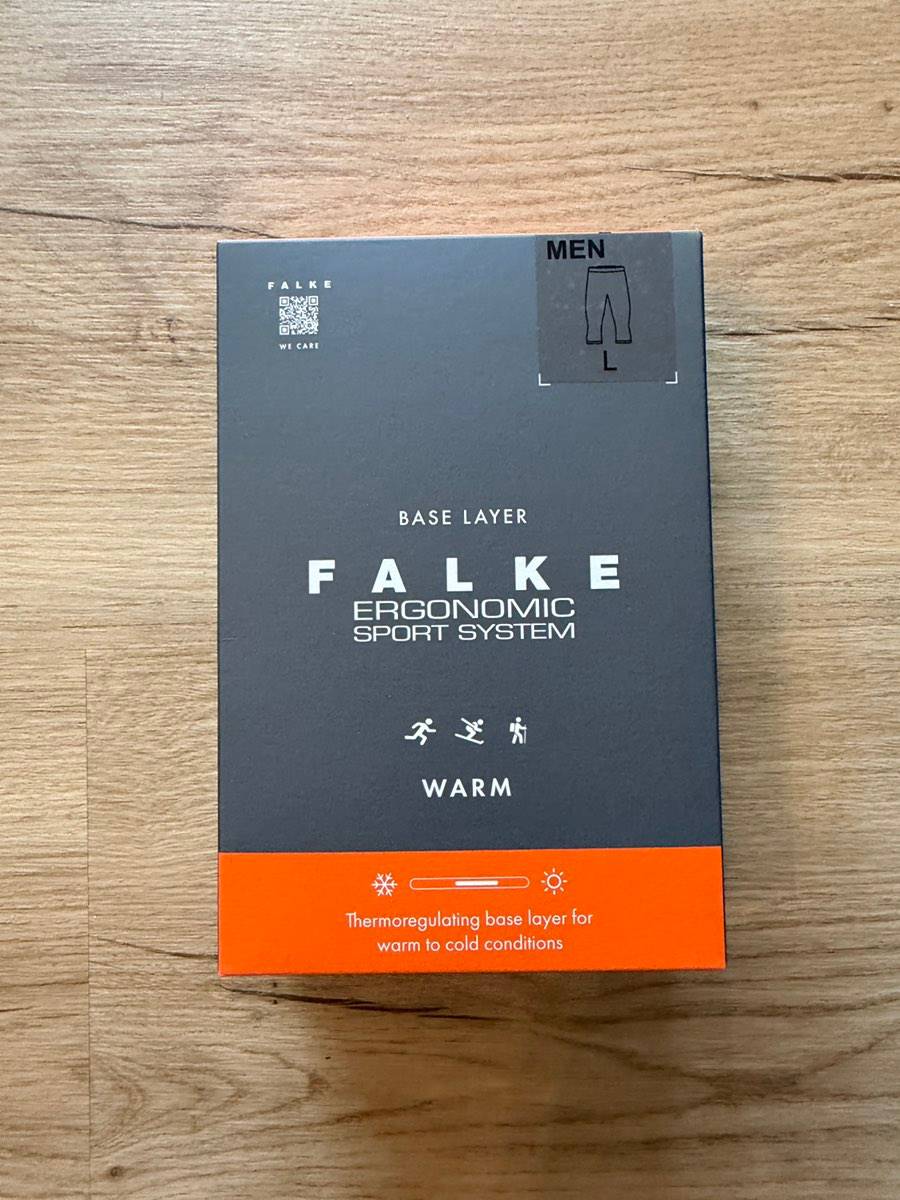 FALKE
WE CARE
MEN
L
BASE LAYER
FALKE
ERGONOMIC
SPORT SYSTEM
WARM
Thermoregulating base layer for
warm to cold conditions